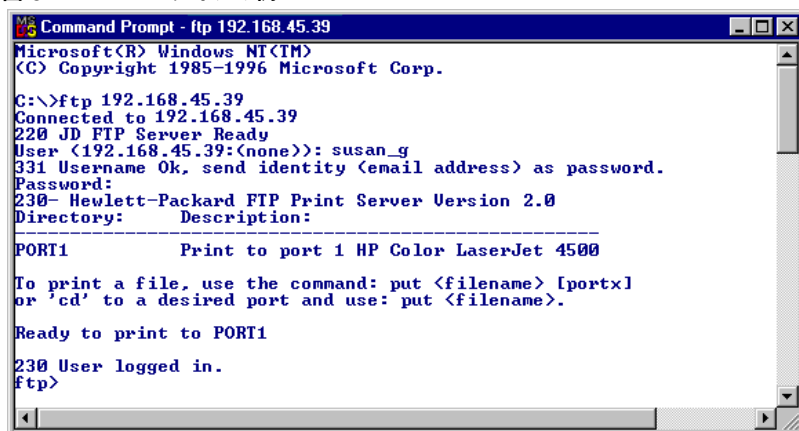 Command Prompt - ftp 192.168.45.39
Microsoft(R) Windows NT(TM)
(C) Copyright 1985-1996 Microsoft Corp.
C:\>ftp 192.168.45.39
Connected to 192.168.45.39
220 JD FTP Server Ready
User (192.168.45.39:(none)): susan_g
331 Username Ok, send identity (email address) as password.
Password:
230- Hewlett-Packard FTP Print Server Version 2.0
Directory: Description:
------------------------------------------------------------
PORT1 Print to port 1 HP Color LaserJet 4500
To print a file, use the command: put <filename> [portx]
or 'cd' to a desired port and use: put <filename>.
Ready to print to PORT1
230 User logged in.
ftp>